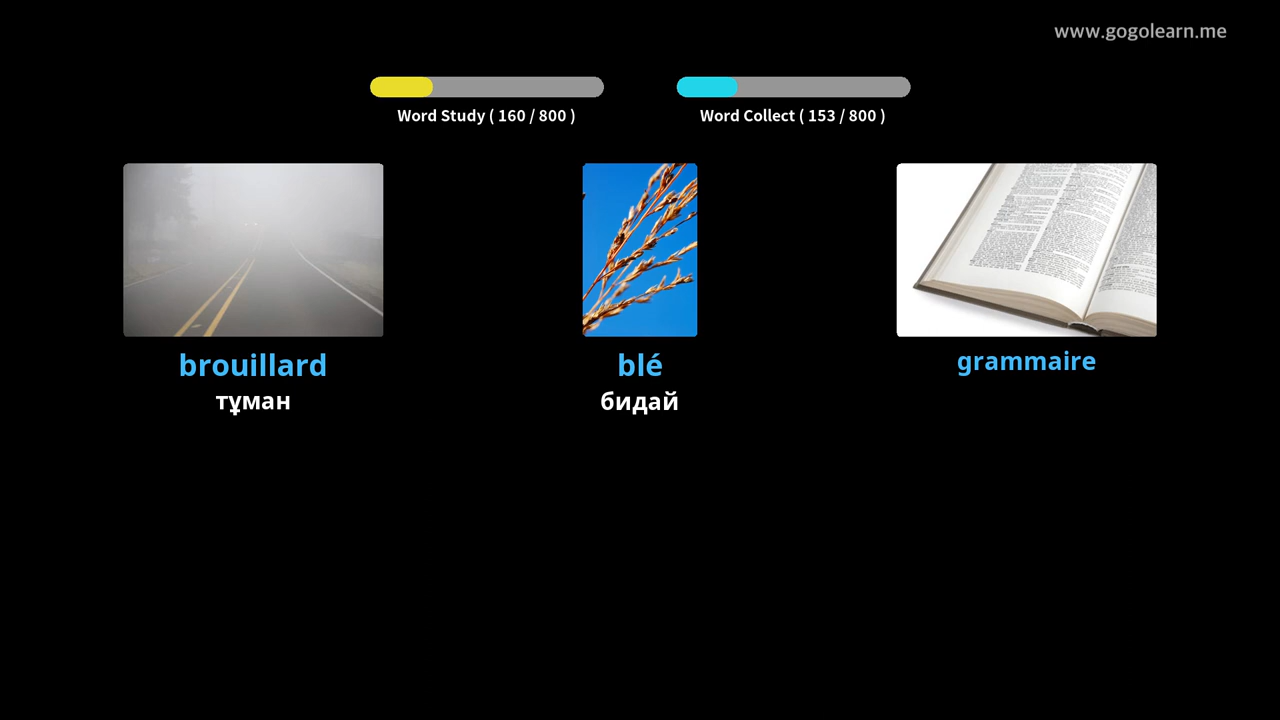 www.gogolearn.me
Word Study ( 160 / 800 )
Word Collect ( 153 / 800 )
brouillard
тұман
blé
бидай
grammaire